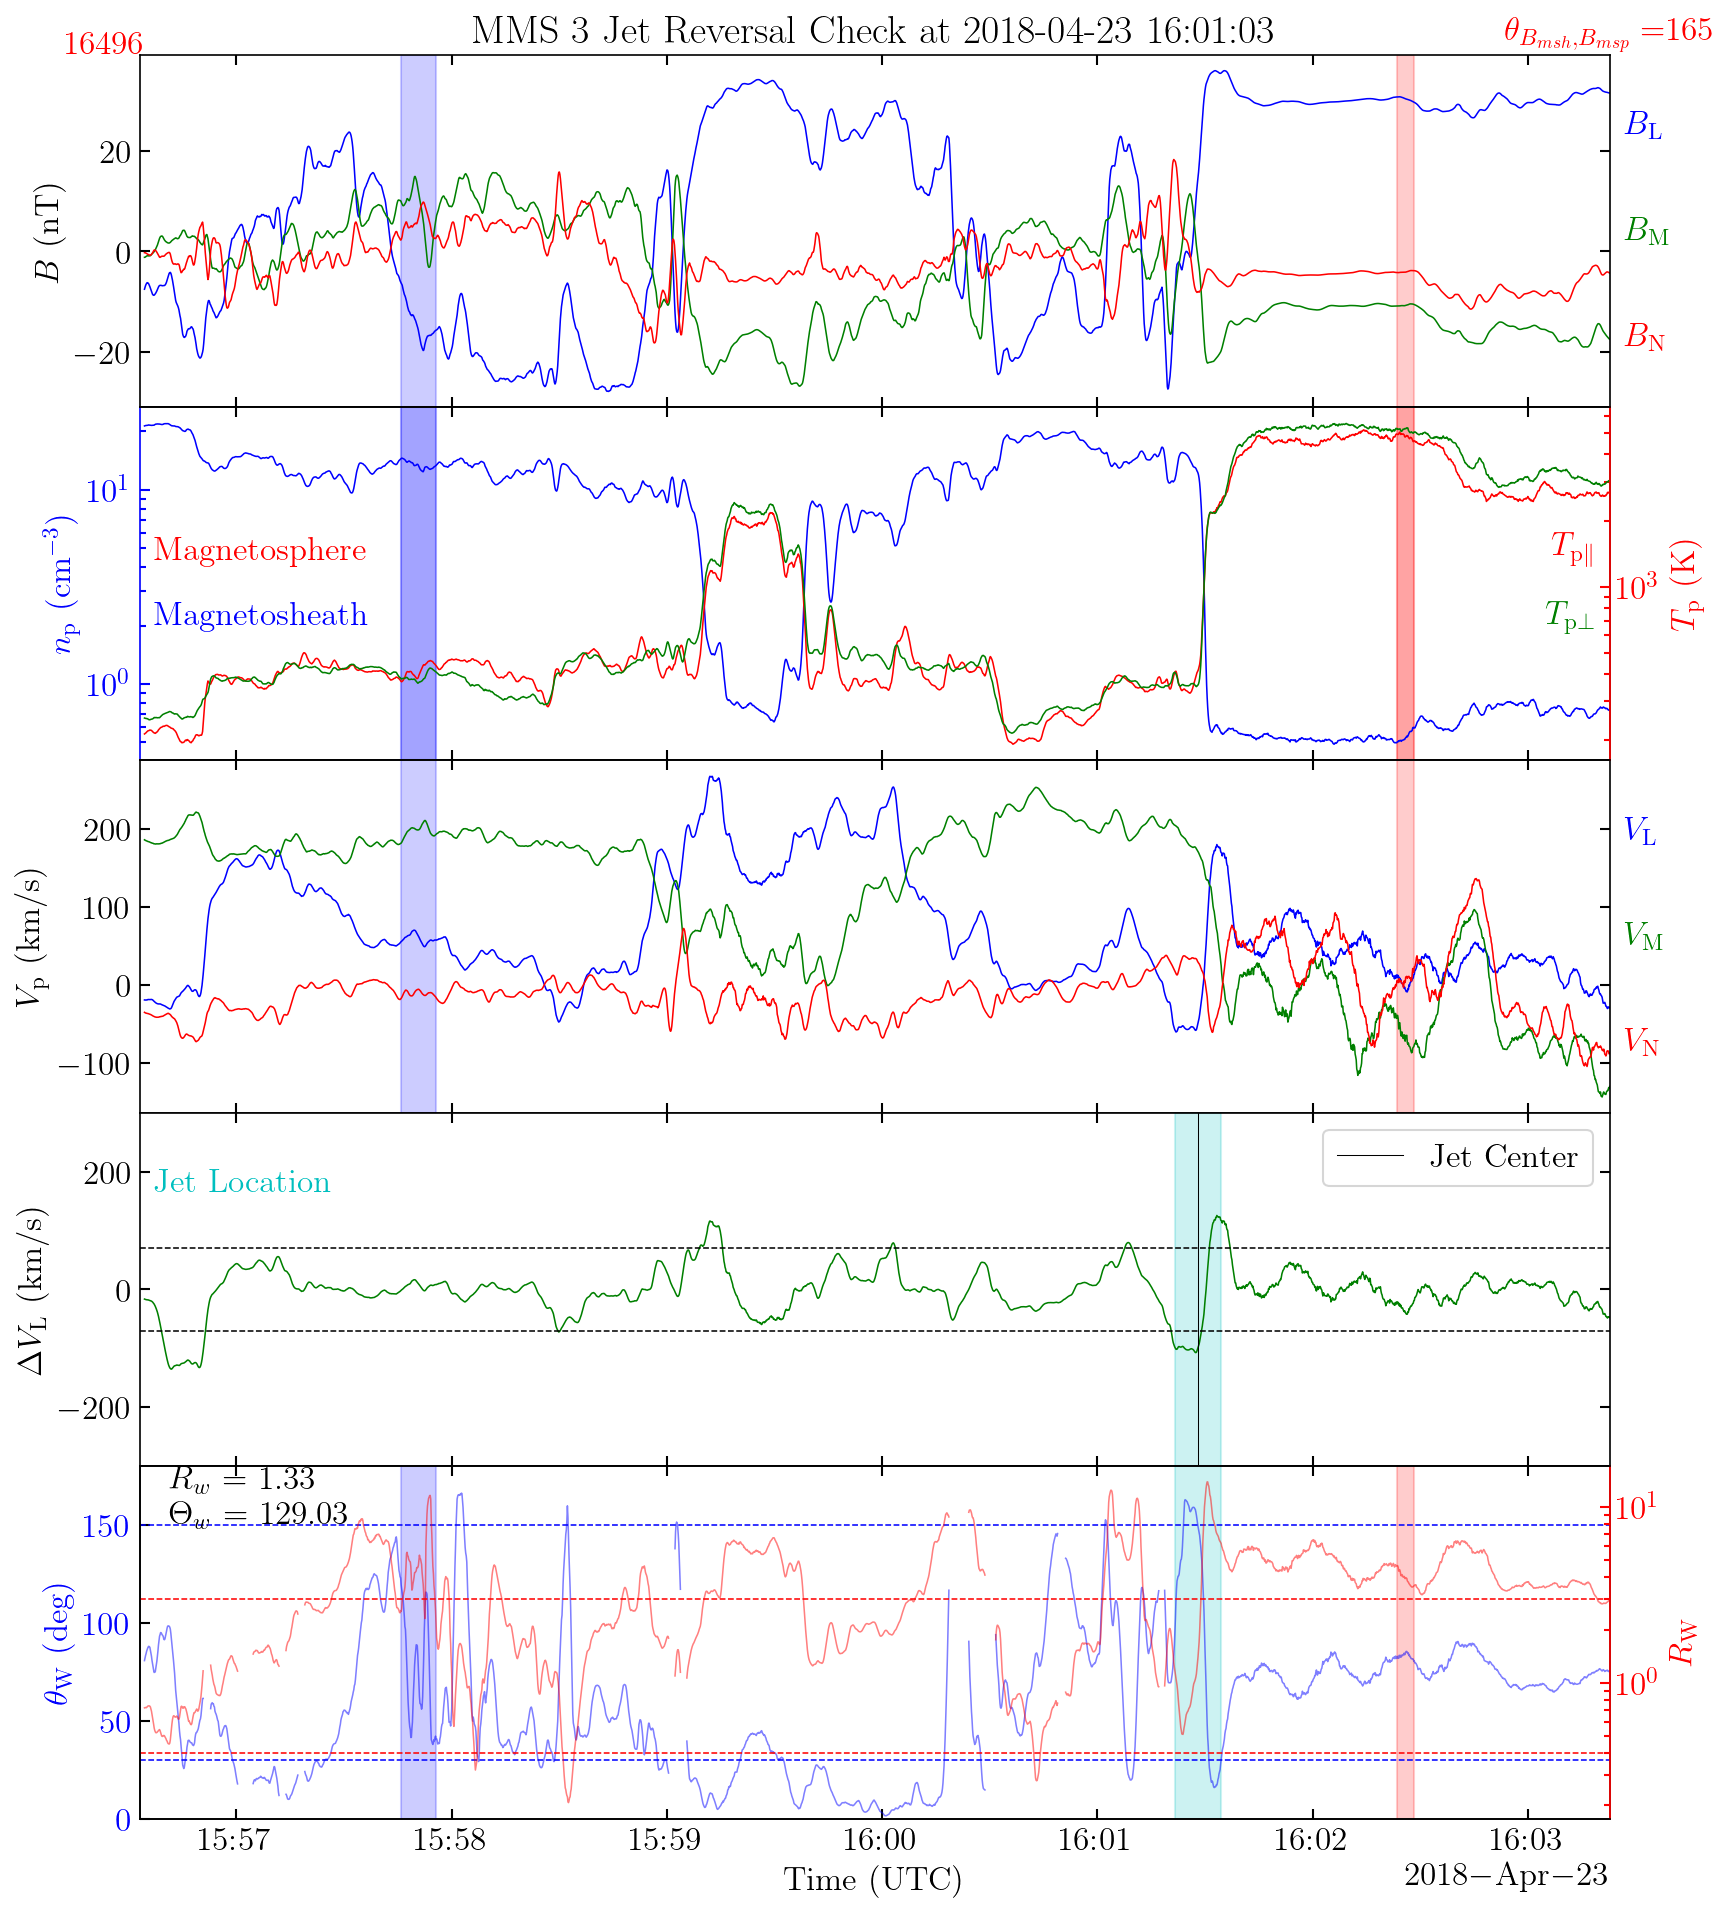 MMS 3 Jet Reversal Check at 2018-04-23 16:01:03
16496
θ_{B_{msh},B_{msp}} =165
20
0
−20
B (nT)
B_L
B_M
B_N
10^1
10^0
n_p (cm^{−3})
Magnetosphere
Magnetosheath
T_{p∥}
T_{p⊥}
10^3
T_p (K)
200
100
0
−100
V_p (km/s)
V_L
V_M
V_N
200
0
−200
ΔV_L (km/s)
Jet Location
Jet Center
R_w = 1.33
Θ_w = 129.03
150
100
50
0
θ_W (deg)
10^1
10^0
R_W
15:57 15:58 15:59 16:00 16:01 16:02 16:03
Time (UTC)
2018−Apr−23